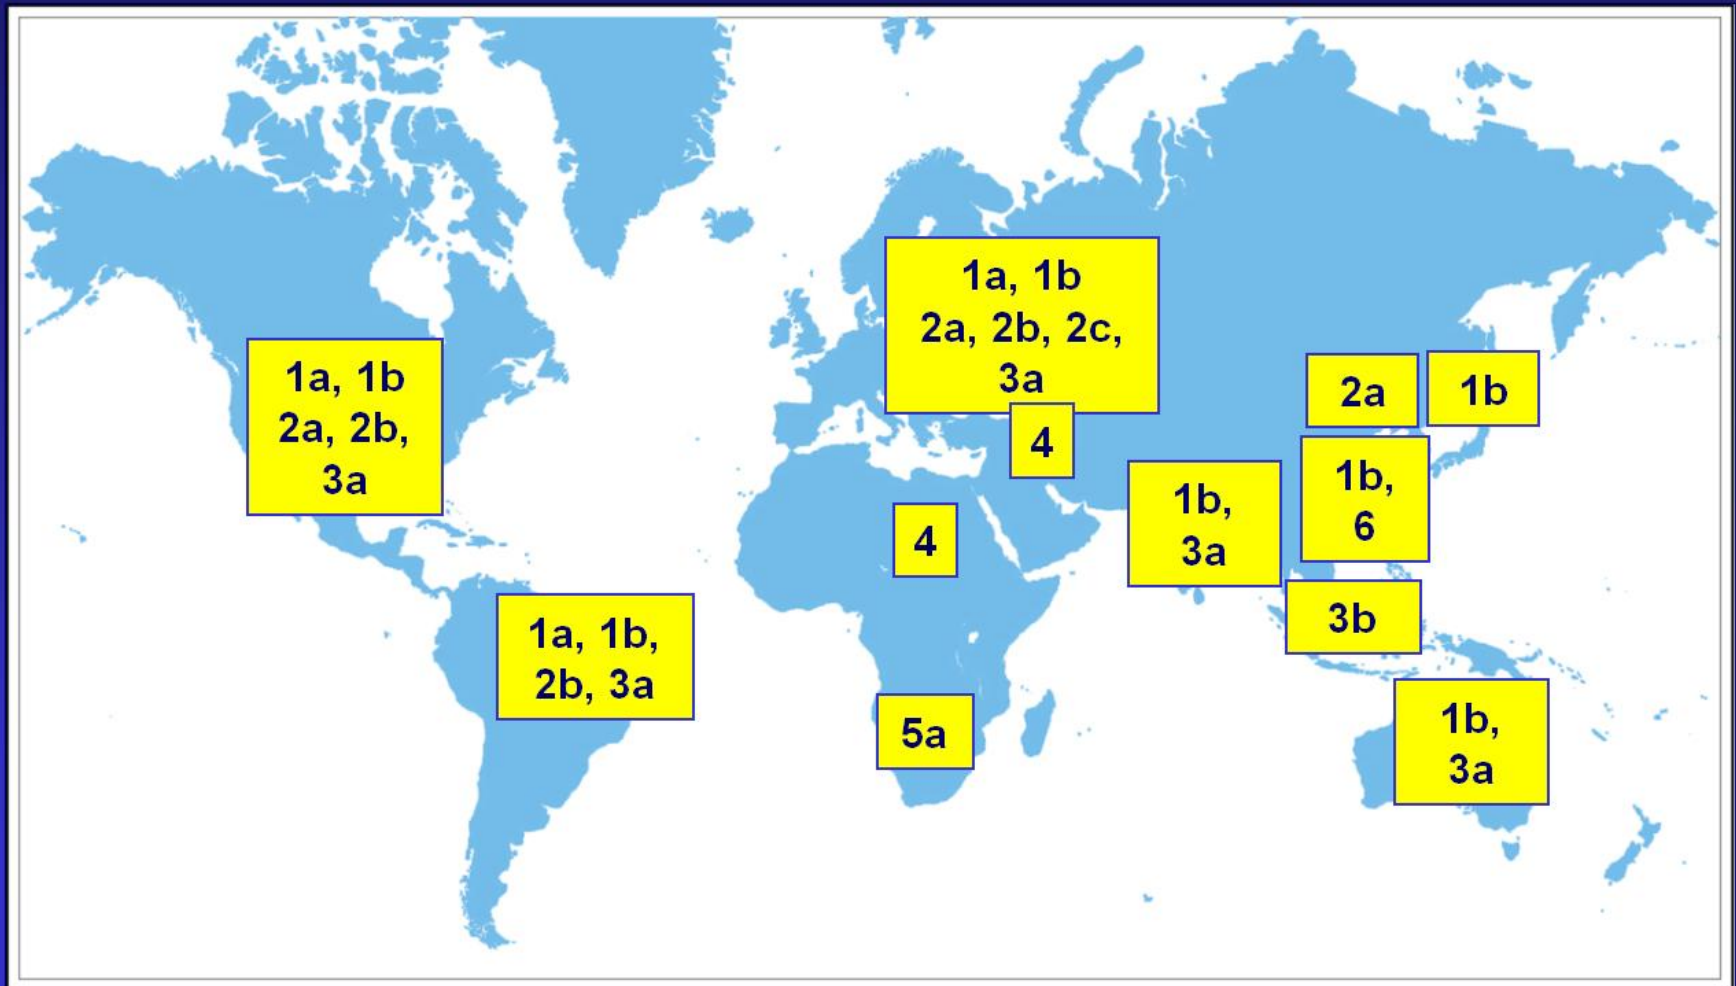 1a, 1b
2a, 2b, 2c,
3a
1a, 1b
2a, 2b,
3a
2a
1b
4
1b,
6
1b,
3a
4
3b
1a, 1b,
2b, 3a
5a
1b,
3a